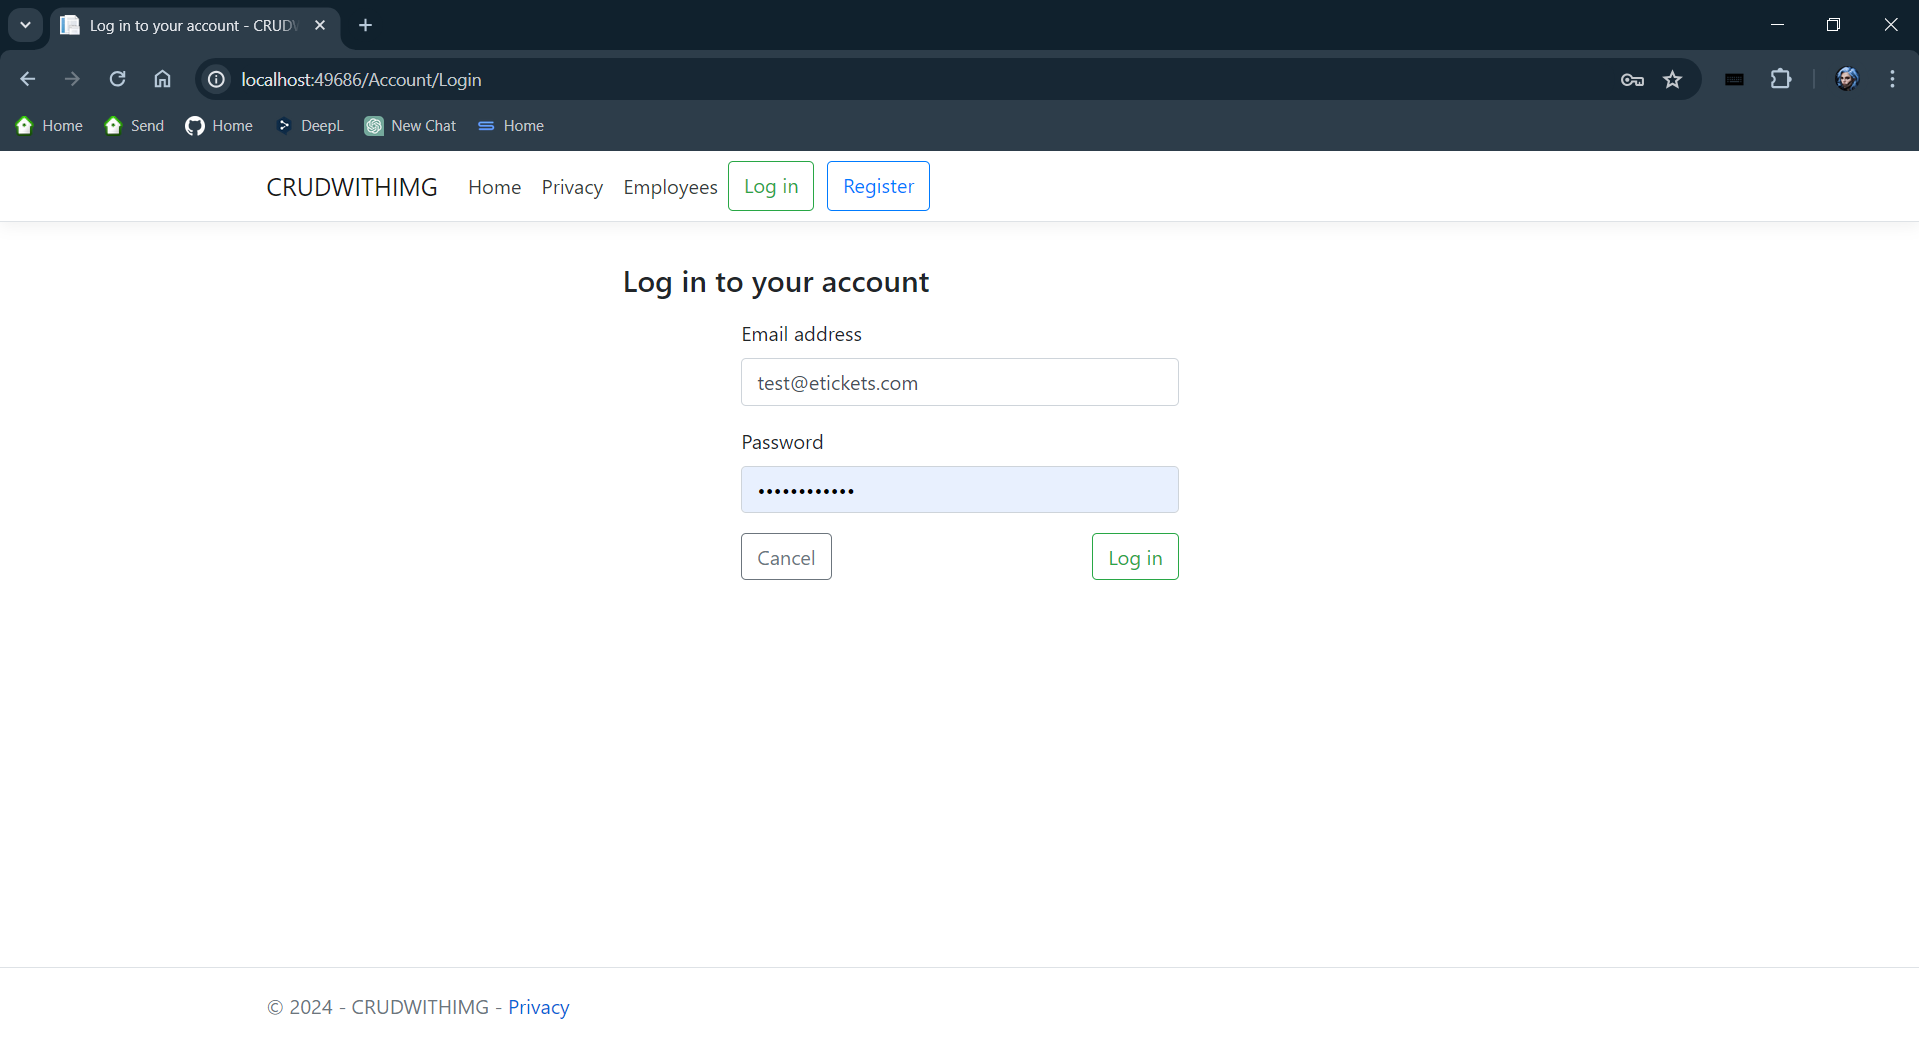 Log in to your account - CRUDW
localhost:49686/Account/Login
Home Send Home DeepL New Chat Home
CRUDWITHIMG Home Privacy Employees Log in Register
Log in to your account
Email address
test@etickets.com
Password
••••••••••••
Cancel Log in
© 2024 - CRUDWITHIMG - Privacy